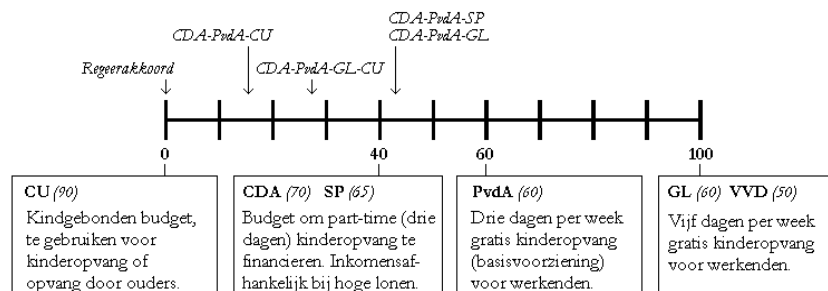 CDA-PvdA-SP
CDA-PvdA-CU CDA-PvdA-GL
Regeerakkoord CDA-PvdA-GL-CU
0 40 60 100
CU (90)
Kindgebonden budget,
te gebruiken voor
kinderopvang of
opvang door ouders.
CDA (70) SP (65)
Budget om part-time (drie
dagen) kinderopvang te
financieren. Inkomensaf-
hankelijk bij hoge lonen.
PvdA (60)
Drie dagen per week
gratis kinderopvang
(basisvoorziening)
voor werkenden.
GL (60) VVD (50)
Vijf dagen per week
gratis kinderopvang
voor werkenden.